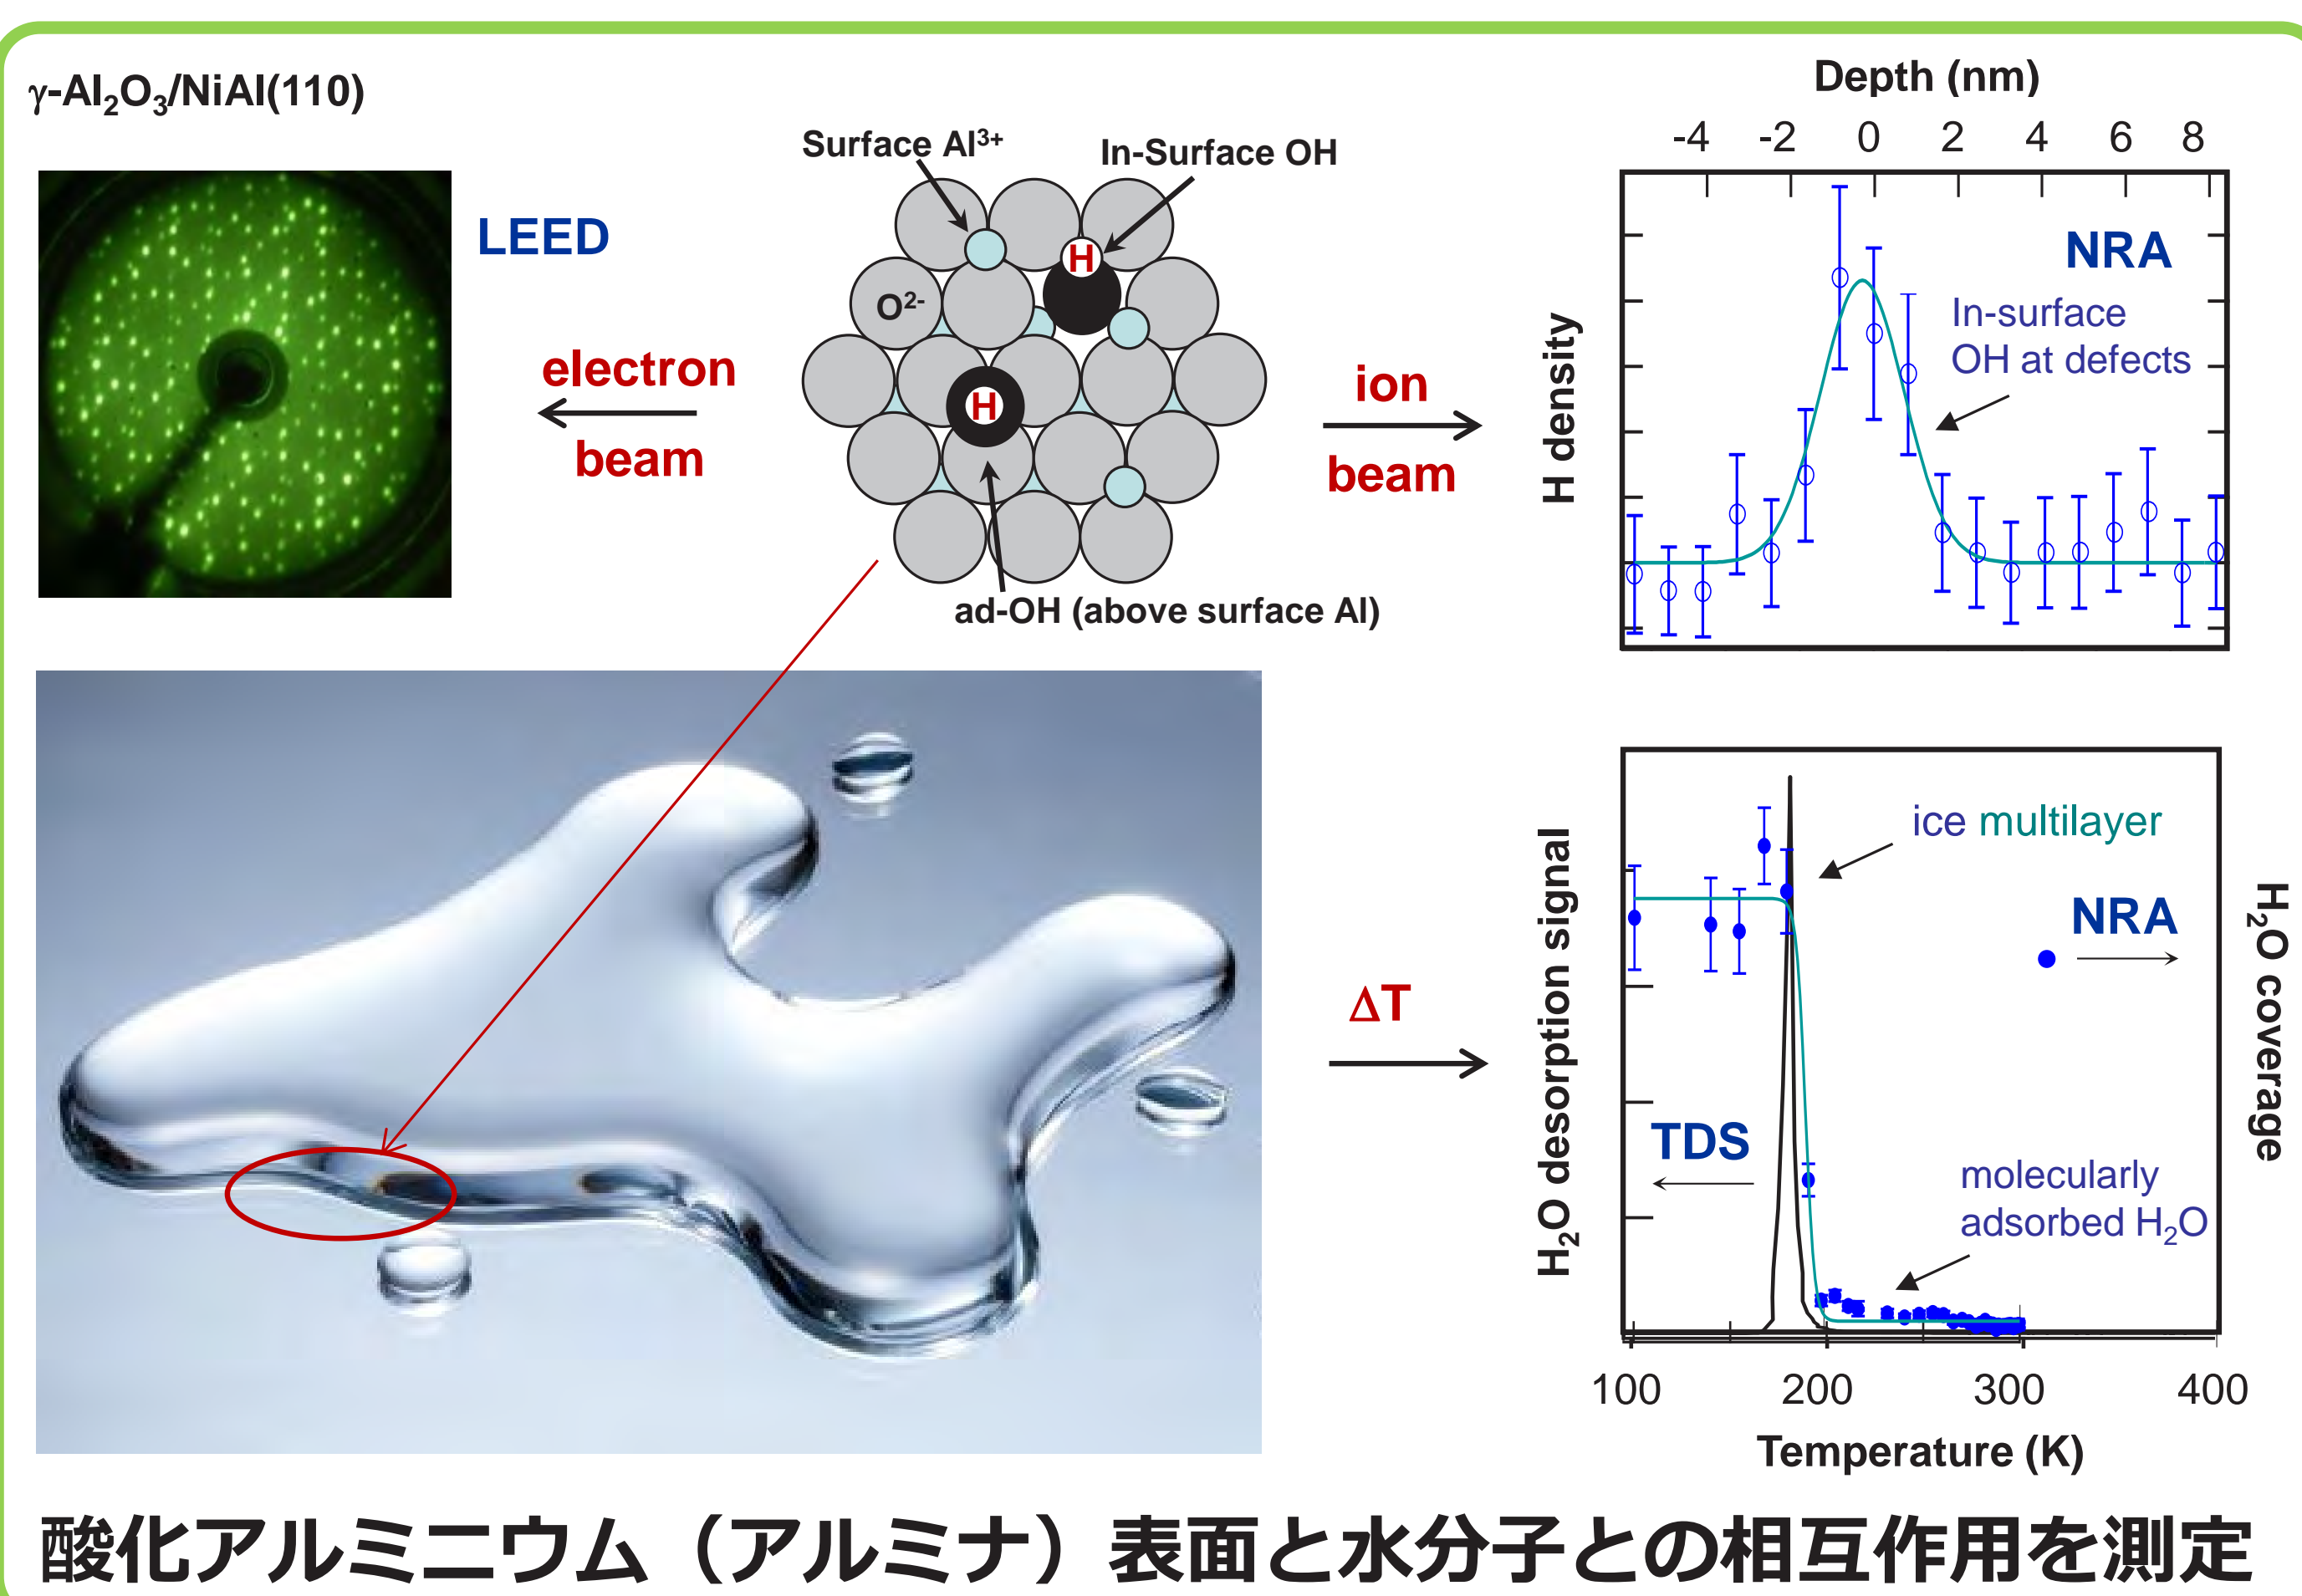 γ-Al₂O₃/NiAl(110)
LEED
electron
beam
Surface Al³⁺
In-Surface OH
H
O²⁻
H
ad-OH (above surface Al)
ion
beam
Depth (nm)
-4 -2 0 2 4 6 8
H density
NRA
In-surface
OH at defects
ΔT
H₂O desorption signal
ice multilayer
NRA
TDS
molecularly
adsorbed H₂O
H₂O coverage
100 200 300 400
Temperature (K)
酸化アルミニウム（アルミナ）表面と水分子との相互作用を測定